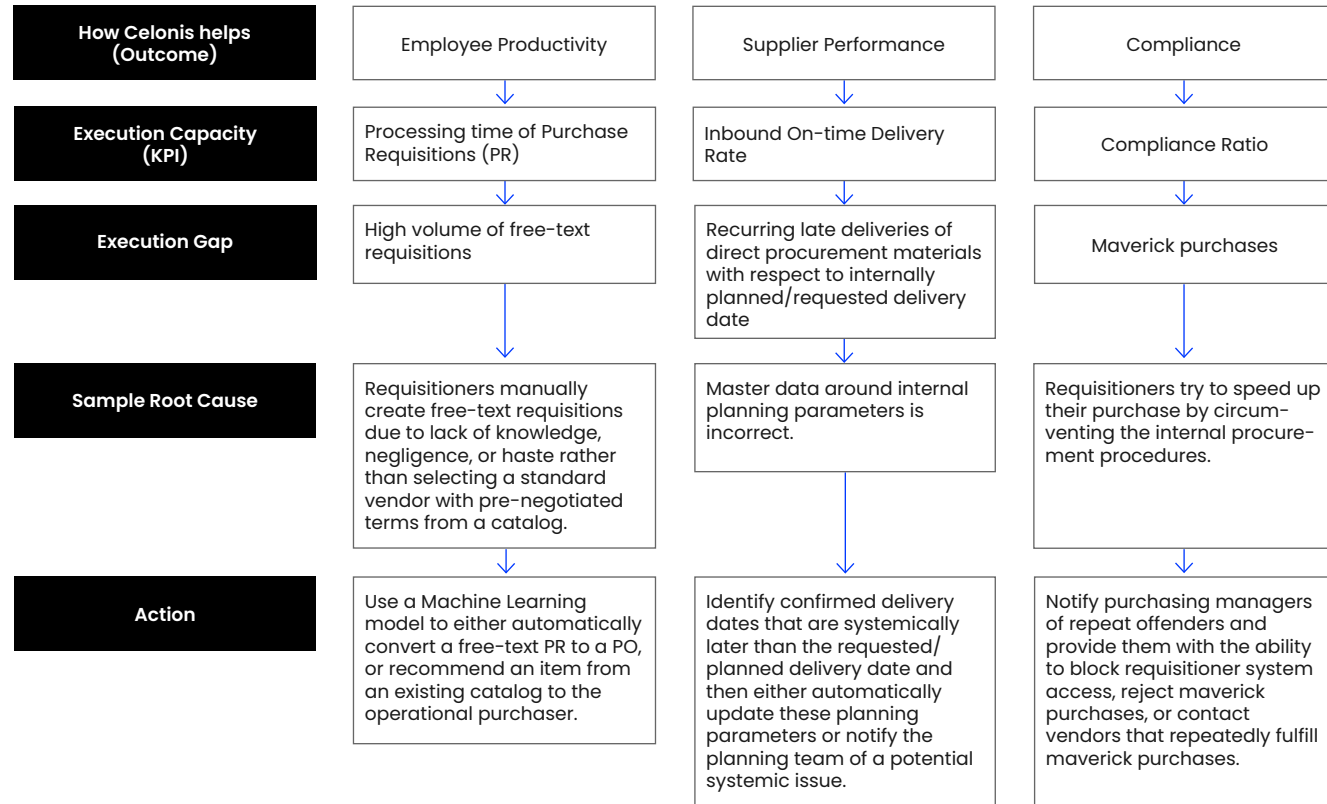 How Celonis helps
(Outcome)
Employee Productivity
Supplier Performance
Compliance
Execution Capacity
(KPI)
Processing time of Purchase
Requisitions (PR)
Inbound On-time Delivery
Rate
Compliance Ratio
Execution Gap
High volume of free-text
requisitions
Recurring late deliveries of
direct procurement materials
with respect to internally
planned/requested delivery
date
Maverick purchases
Sample Root Cause
Requisitioners manually
create free-text requisitions
due to lack of knowledge,
negligence, or haste rather
than selecting a standard
vendor with pre-negotiated
terms from a catalog.
Master data around internal
planning parameters is
incorrect.
Requisitioners try to speed up
their purchase by circum-
venting the internal procure-
ment procedures.
Action
Use a Machine Learning
model to either automatically
convert a free-text PR to a PO,
or recommend an item from
an existing catalog to the
operational purchaser.
Identify confirmed delivery
dates that are systemically
later than the requested/
planned delivery date and
then either automatically
update these planning
parameters or notify the
planning team of a potential
systemic issue.
Notify purchasing managers
of repeat offenders and
provide them with the ability
to block requisitioner system
access, reject maverick
purchases, or contact
vendors that repeatedly fulfill
maverick purchases.